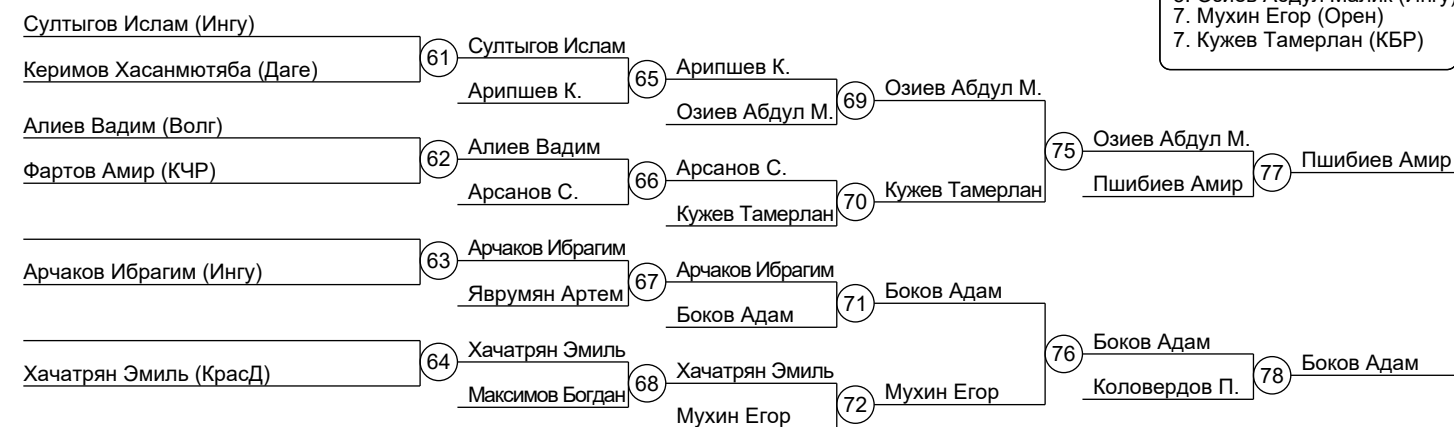 7. Мухин Егор (Орен)
7. Кужев Тамерлан (КБР)
Султыгов Ислам (Ингу)
Керимов Хасанмютяба (Даге)
61
Султыгов Ислам
Арипшев К.
65
Арипшев К.
Озиев Абдул М.
69
Озиев Абдул М.
Алиев Вадим (Волг)
Фартов Амир (КЧР)
62
Алиев Вадим
Арсанов С.
66
Арсанов С.
Кужев Тамерлан
70
Кужев Тамерлан
75
Озиев Абдул М.
Пшибиев Амир
77
Пшибиев Амир
Арчаков Ибрагим (Ингу)
63
Арчаков Ибрагим
Яврумян Артем
67
Арчаков Ибрагим
Боков Адам
71
Боков Адам
Хачатрян Эмиль (КрасД)
64
Хачатрян Эмиль
Максимов Богдан
68
Хачатрян Эмиль
Мухин Егор
72
Мухин Егор
76
Боков Адам
Коловердов П.
78
Боков Адам